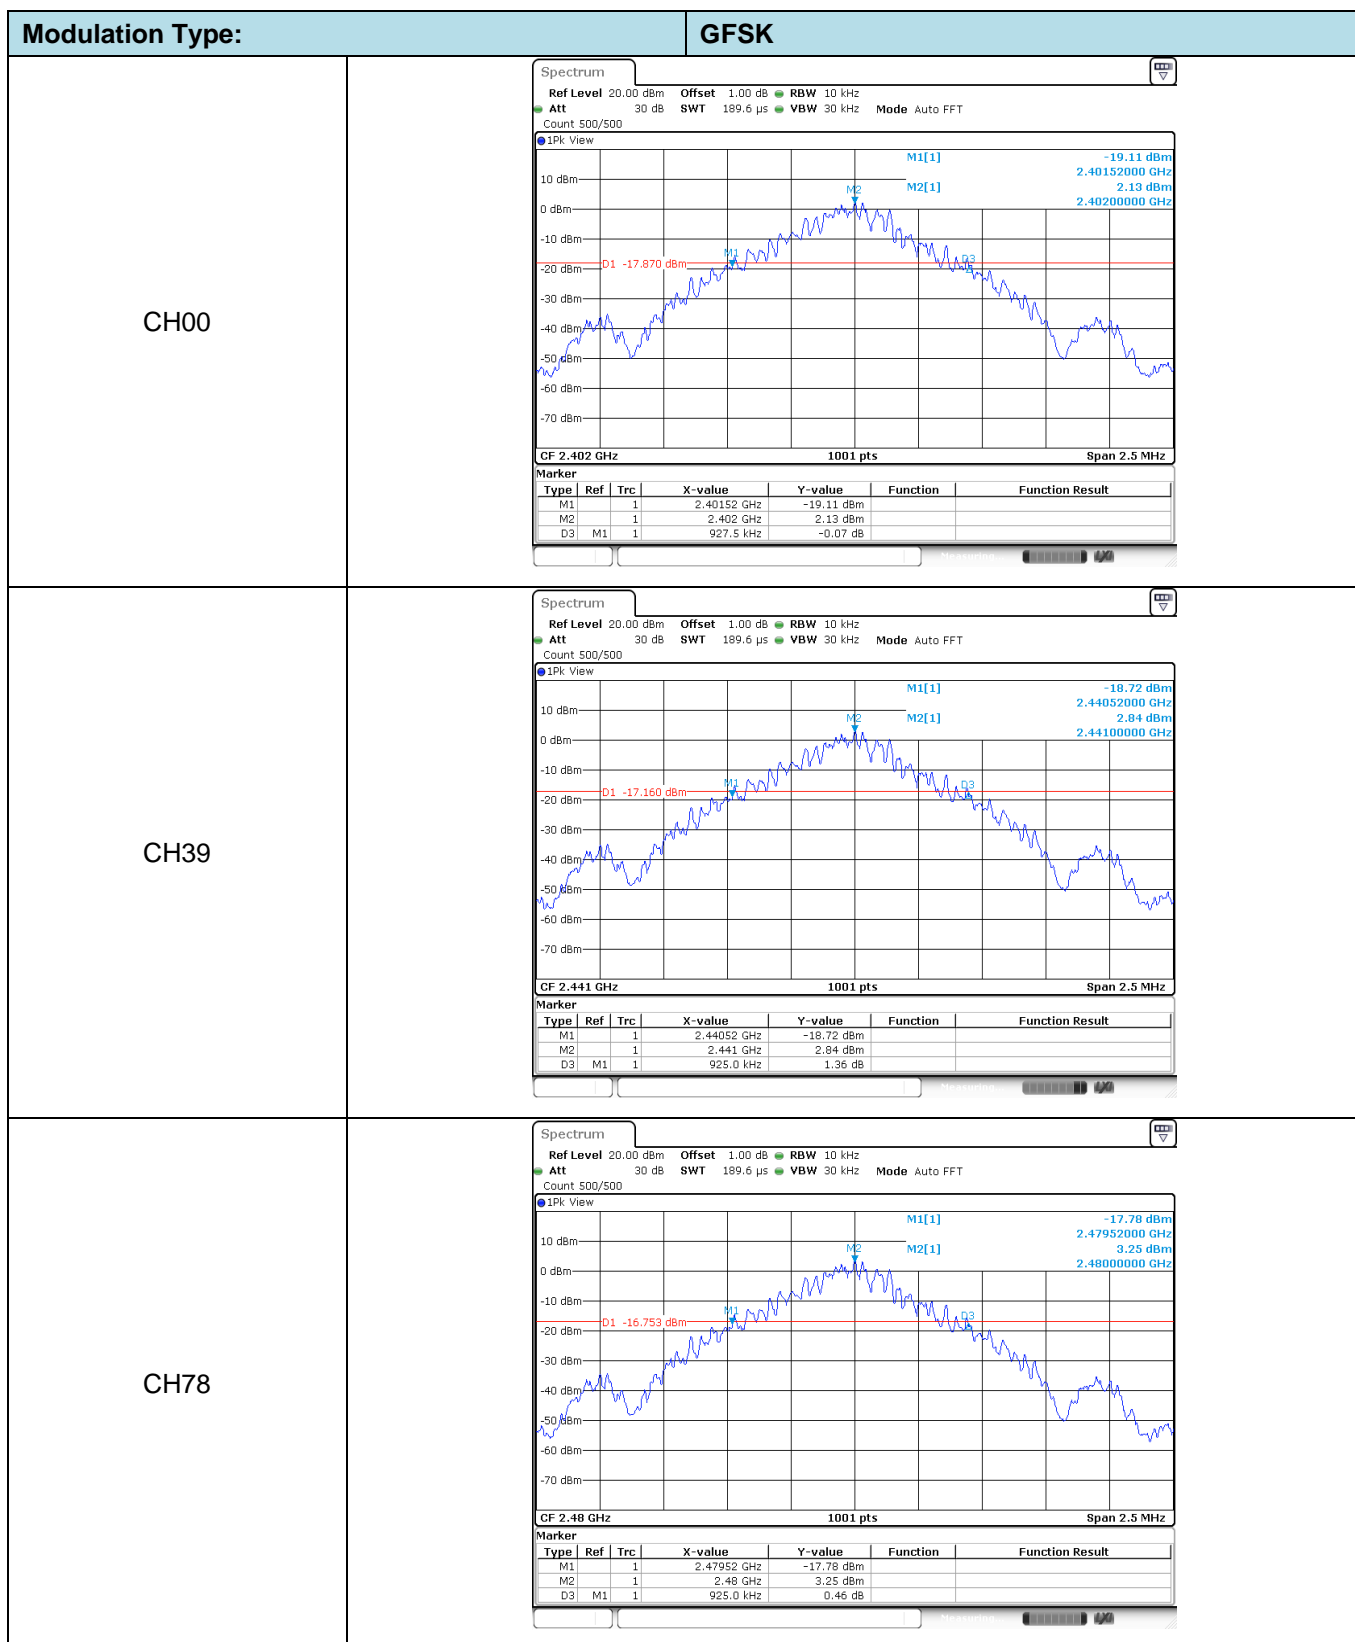 Modulation Type: GFSK
CH00
Spectrum
Ref Level 20.00 dBm Offset 1.00 dB RBW 10 kHz
Att 30 dB SWT 189.6 µs VBW 30 kHz Mode Auto FFT
Count 500/500
1Pk View
M1[1] -19.11 dBm
2.40152000 GHz
M2[1] 2.13 dBm
2.40200000 GHz
10 dBm
M2
0 dBm
-10 dBm
M1
D3
D1 -17.870 dBm
-20 dBm
-30 dBm
-40 dBm
-50 dBm
-60 dBm
-70 dBm
CF 2.402 GHz 1001 pts Span 2.5 MHz
Marker
Type Ref Trc X-value Y-value Function Function Result
M1 1 2.40152 GHz -19.11 dBm
M2 1 2.402 GHz 2.13 dBm
D3 M1 1 927.5 kHz -0.07 dB
Measuring...
CH39
Spectrum
Ref Level 20.00 dBm Offset 1.00 dB RBW 10 kHz
Att 30 dB SWT 189.6 µs VBW 30 kHz Mode Auto FFT
Count 500/500
1Pk View
M1[1] -18.72 dBm
2.44052000 GHz
M2[1] 2.84 dBm
2.44100000 GHz
10 dBm
M2
0 dBm
-10 dBm
M1
D3
D1 -17.160 dBm
-20 dBm
-30 dBm
-40 dBm
-50 dBm
-60 dBm
-70 dBm
CF 2.441 GHz 1001 pts Span 2.5 MHz
Marker
Type Ref Trc X-value Y-value Function Function Result
M1 1 2.44052 GHz -18.72 dBm
M2 1 2.441 GHz 2.84 dBm
D3 M1 1 925.0 kHz 1.36 dB
Measuring...
CH78
Spectrum
Ref Level 20.00 dBm Offset 1.00 dB RBW 10 kHz
Att 30 dB SWT 189.6 µs VBW 30 kHz Mode Auto FFT
Count 500/500
1Pk View
M1[1] -17.78 dBm
2.47952000 GHz
M2[1] 3.25 dBm
2.48000000 GHz
10 dBm
M2
0 dBm
-10 dBm
M1
D3
D1 -16.753 dBm
-20 dBm
-30 dBm
-40 dBm
-50 dBm
-60 dBm
-70 dBm
CF 2.48 GHz 1001 pts Span 2.5 MHz
Marker
Type Ref Trc X-value Y-value Function Function Result
M1 1 2.47952 GHz -17.78 dBm
M2 1 2.48 GHz 3.25 dBm
D3 M1 1 925.0 kHz 0.46 dB
Measuring...